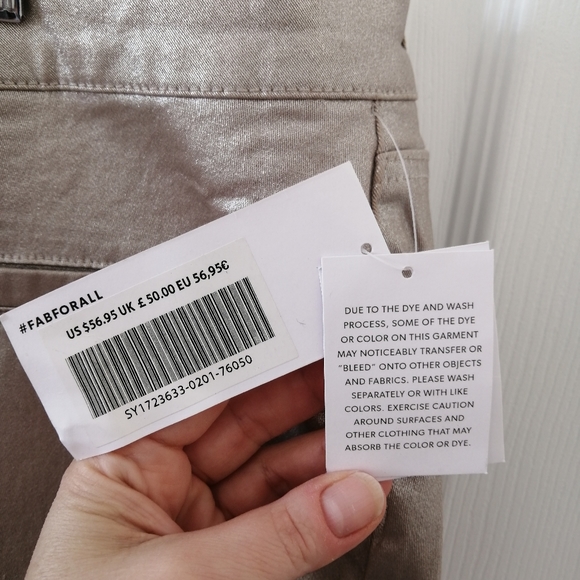 #FABFORALL
US $56.95 UK £ 50.00 EU 56,95€
SY1723633-0201-76050
DUE TO THE DYE AND WASH
PROCESS, SOME OF THE DYE
OR COLOR ON THIS GARMENT
MAY NOTICEABLY TRANSFER OR
"BLEED" ONTO OTHER OBJECTS
AND FABRICS. PLEASE WASH
SEPARATELY OR WITH LIKE
COLORS. EXERCISE CAUTION
AROUND SURFACES AND
OTHER CLOTHING THAT MAY
ABSORB THE COLOR OR DYE.